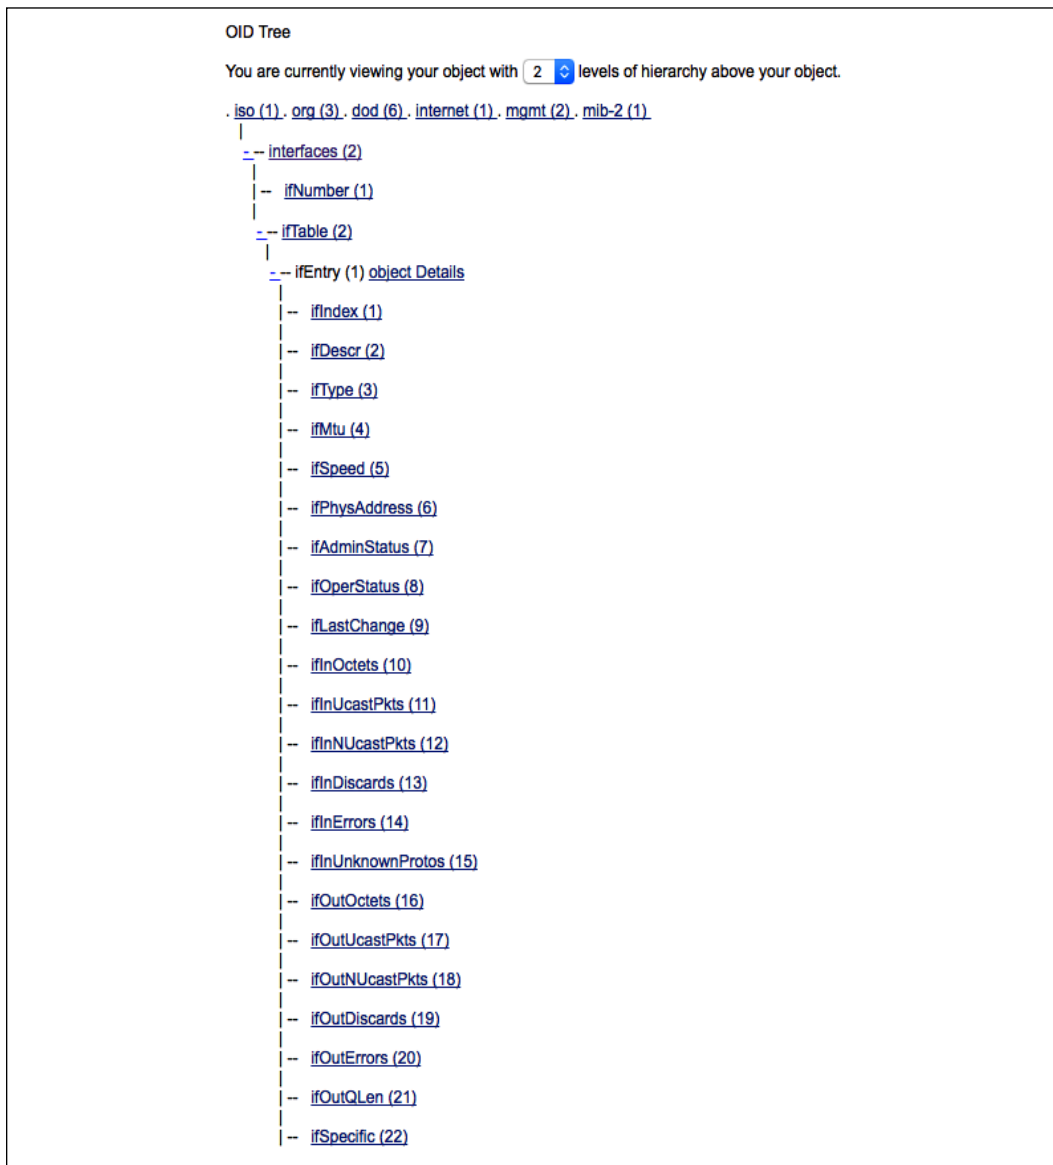 OID Tree
You are currently viewing your object with 2 levels of hierarchy above your object.
. iso (1) . org (3) . dod (6) . internet (1) . mgmt (2) . mib-2 (1)
|
- -- interfaces (2)
|
|-- ifNumber (1)
|
- -- ifTable (2)
|
- -- ifEntry (1) object Details
|
|-- ifIndex (1)
|
|-- ifDescr (2)
|
|-- ifType (3)
|
|-- ifMtu (4)
|
|-- ifSpeed (5)
|
|-- ifPhysAddress (6)
|
|-- ifAdminStatus (7)
|
|-- ifOperStatus (8)
|
|-- ifLastChange (9)
|
|-- ifInOctets (10)
|
|-- ifInUcastPkts (11)
|
|-- ifInNUcastPkts (12)
|
|-- ifInDiscards (13)
|
|-- ifInErrors (14)
|
|-- ifInUnknownProtos (15)
|
|-- ifOutOctets (16)
|
|-- ifOutUcastPkts (17)
|
|-- ifOutNUcastPkts (18)
|
|-- ifOutDiscards (19)
|
|-- ifOutErrors (20)
|
|-- ifOutQLen (21)
|
|-- ifSpecific (22)